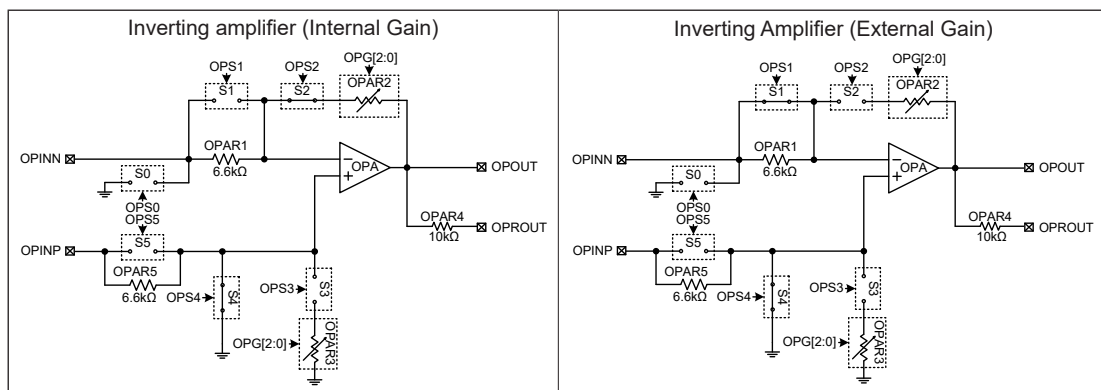 Inverting amplifier (Internal Gain)
OPS1
OPS2
OPG[2:0]
S1
S2
OPAR2
OPINN
OPAR1
6.6kΩ
OPA
OPOUT
S0
OPS0
OPS5
OPAR4
10kΩ
OPROUT
OPINP
S5
OPAR5
6.6kΩ
OPS4
S4
OPS3
S3
OPG[2:0]
OPAR3
Inverting Amplifier (External Gain)
OPS1
OPS2
OPG[2:0]
S1
S2
OPAR2
OPINN
OPAR1
6.6kΩ
OPA
OPOUT
S0
OPS0
OPS5
OPAR4
10kΩ
OPROUT
OPINP
S5
OPAR5
6.6kΩ
OPS4
S4
OPS3
S3
OPG[2:0]
OPAR3